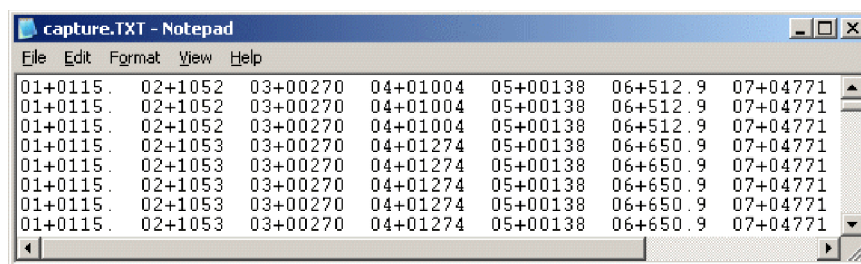 capture.TXT - Notepad
File Edit Format View Help
01+0115. 02+1052 03+00270 04+01004 05+00138 06+512.9 07+04771
01+0115. 02+1052 03+00270 04+01004 05+00138 06+512.9 07+04771
01+0115. 02+1052 03+00270 04+01004 05+00138 06+512.9 07+04771
01+0115. 02+1053 03+00270 04+01274 05+00138 06+650.9 07+04771
01+0115. 02+1053 03+00270 04+01274 05+00138 06+650.9 07+04771
01+0115. 02+1053 03+00270 04+01274 05+00138 06+650.9 07+04771
01+0115. 02+1053 03+00270 04+01274 05+00138 06+650.9 07+04771
01+0115. 02+1053 03+00270 04+01274 05+00138 06+650.9 07+04771